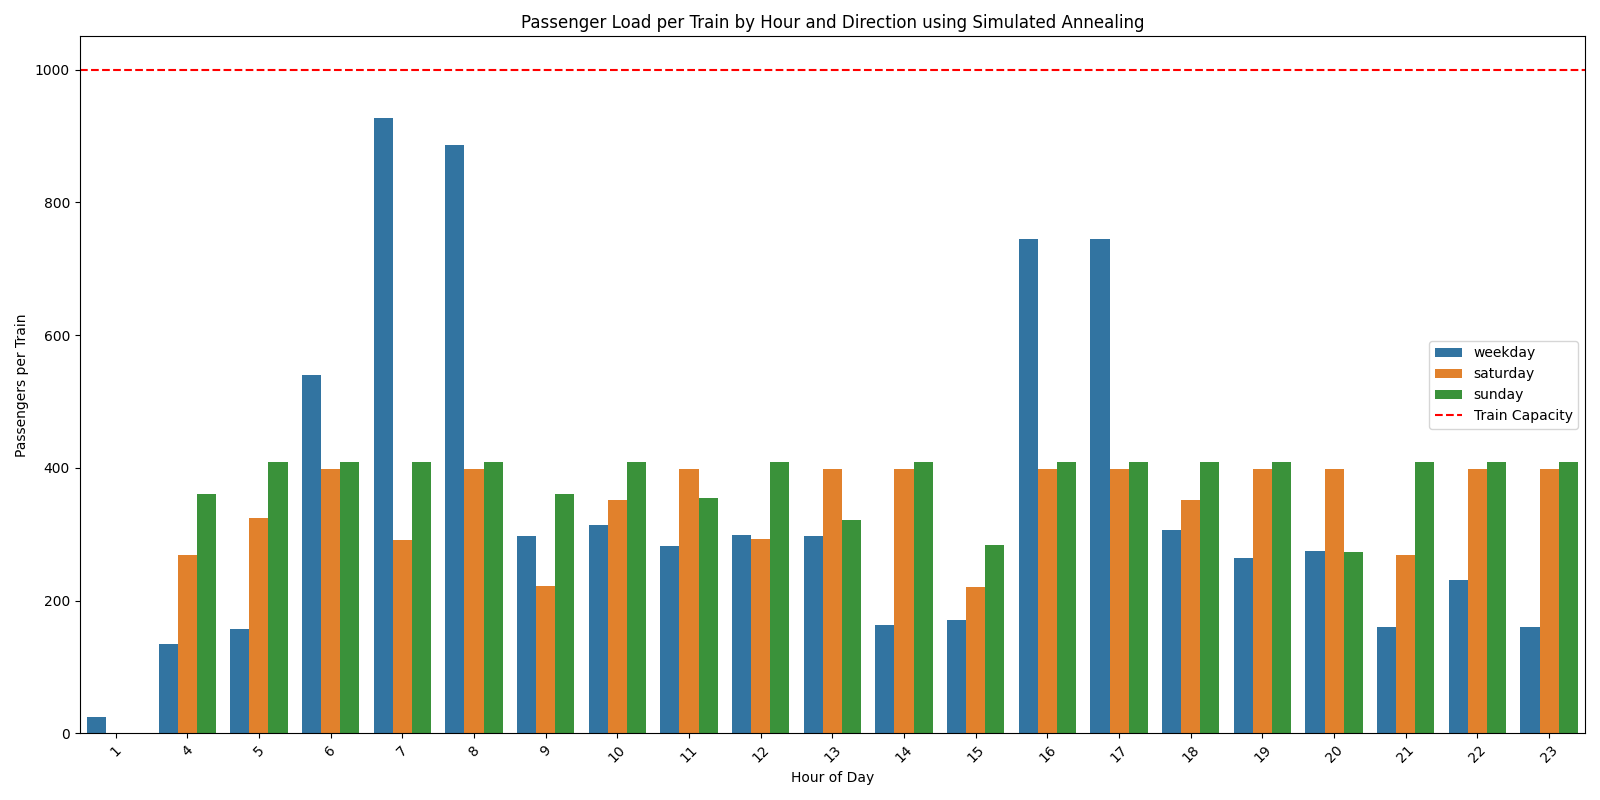 Passenger Load per Train by Hour and Direction using Simulated Annealing
1000
800
600
400
200
0
Passengers per Train
weekday
saturday
sunday
Train Capacity
1 4 5 6 7 8 9 10 11 12 13 14 15 16 17 18 19 20 21 22 23
Hour of Day